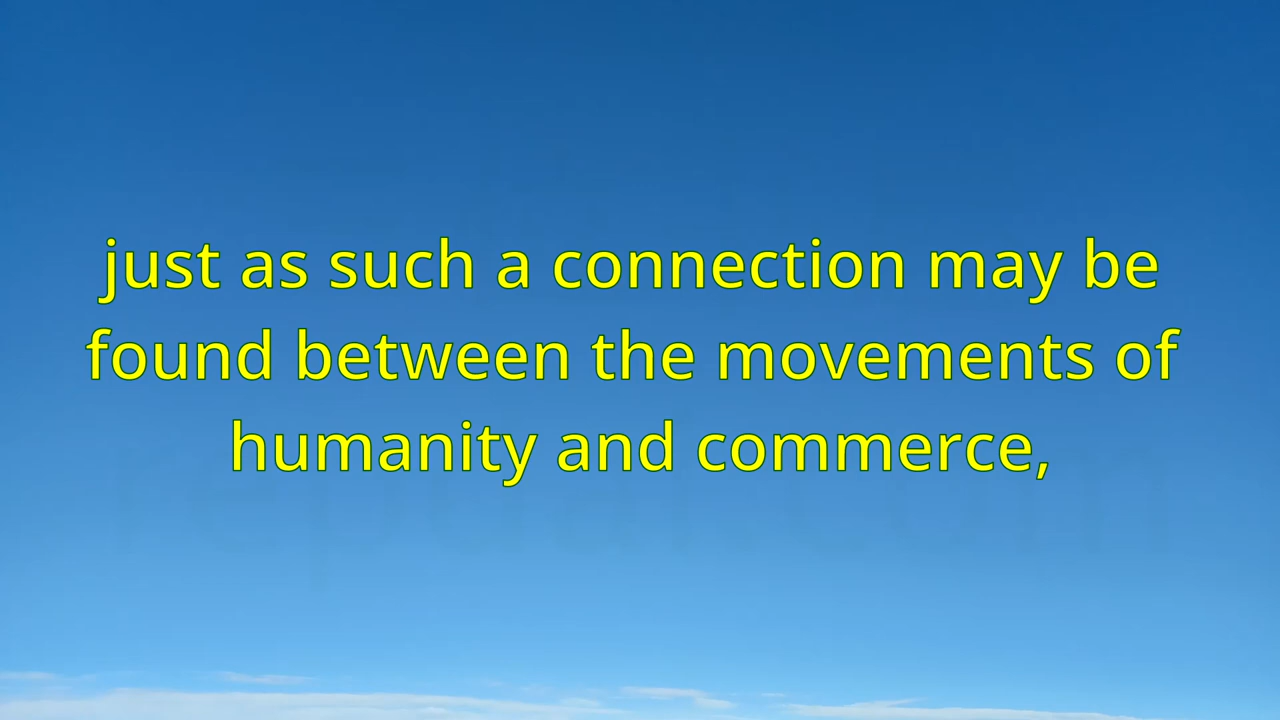 just as such a connection may be
found between the movements of
humanity and commerce,